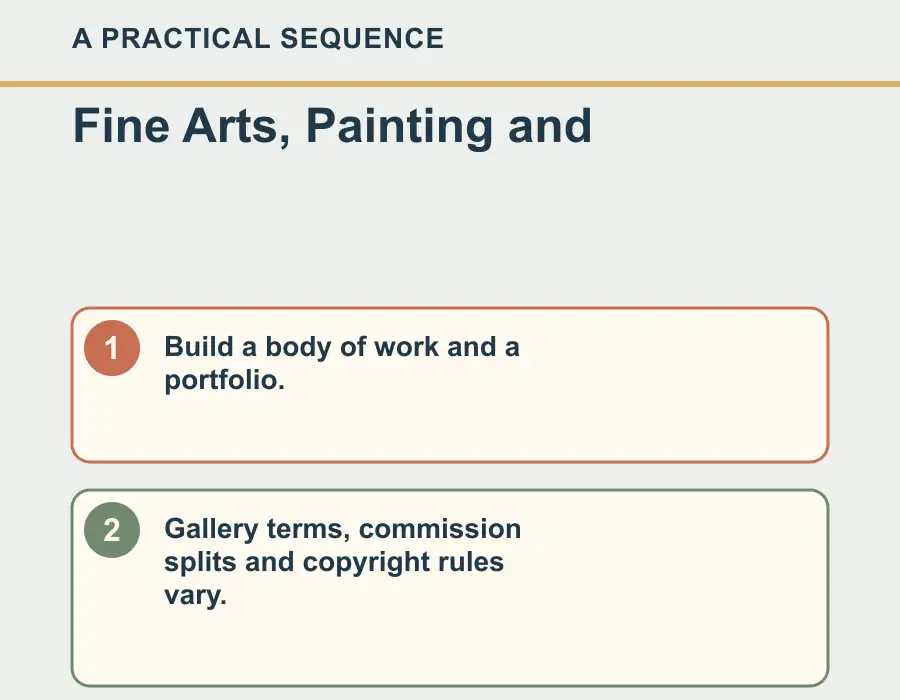 A PRACTICAL SEQUENCE
Fine Arts, Painting and
1
Build a body of work and a
portfolio.
2
Gallery terms, commission
splits and copyright rules
vary.